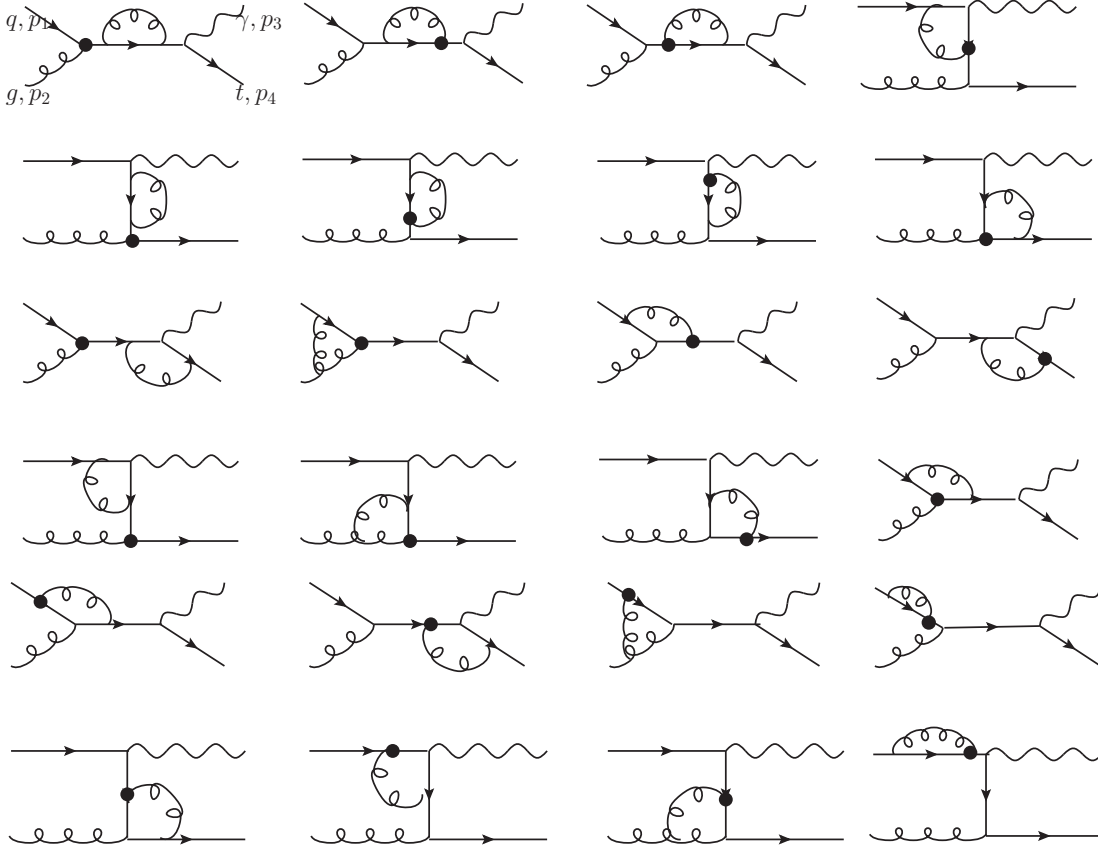 q, p₁ γ, p₃
g, p₂ t, p₄